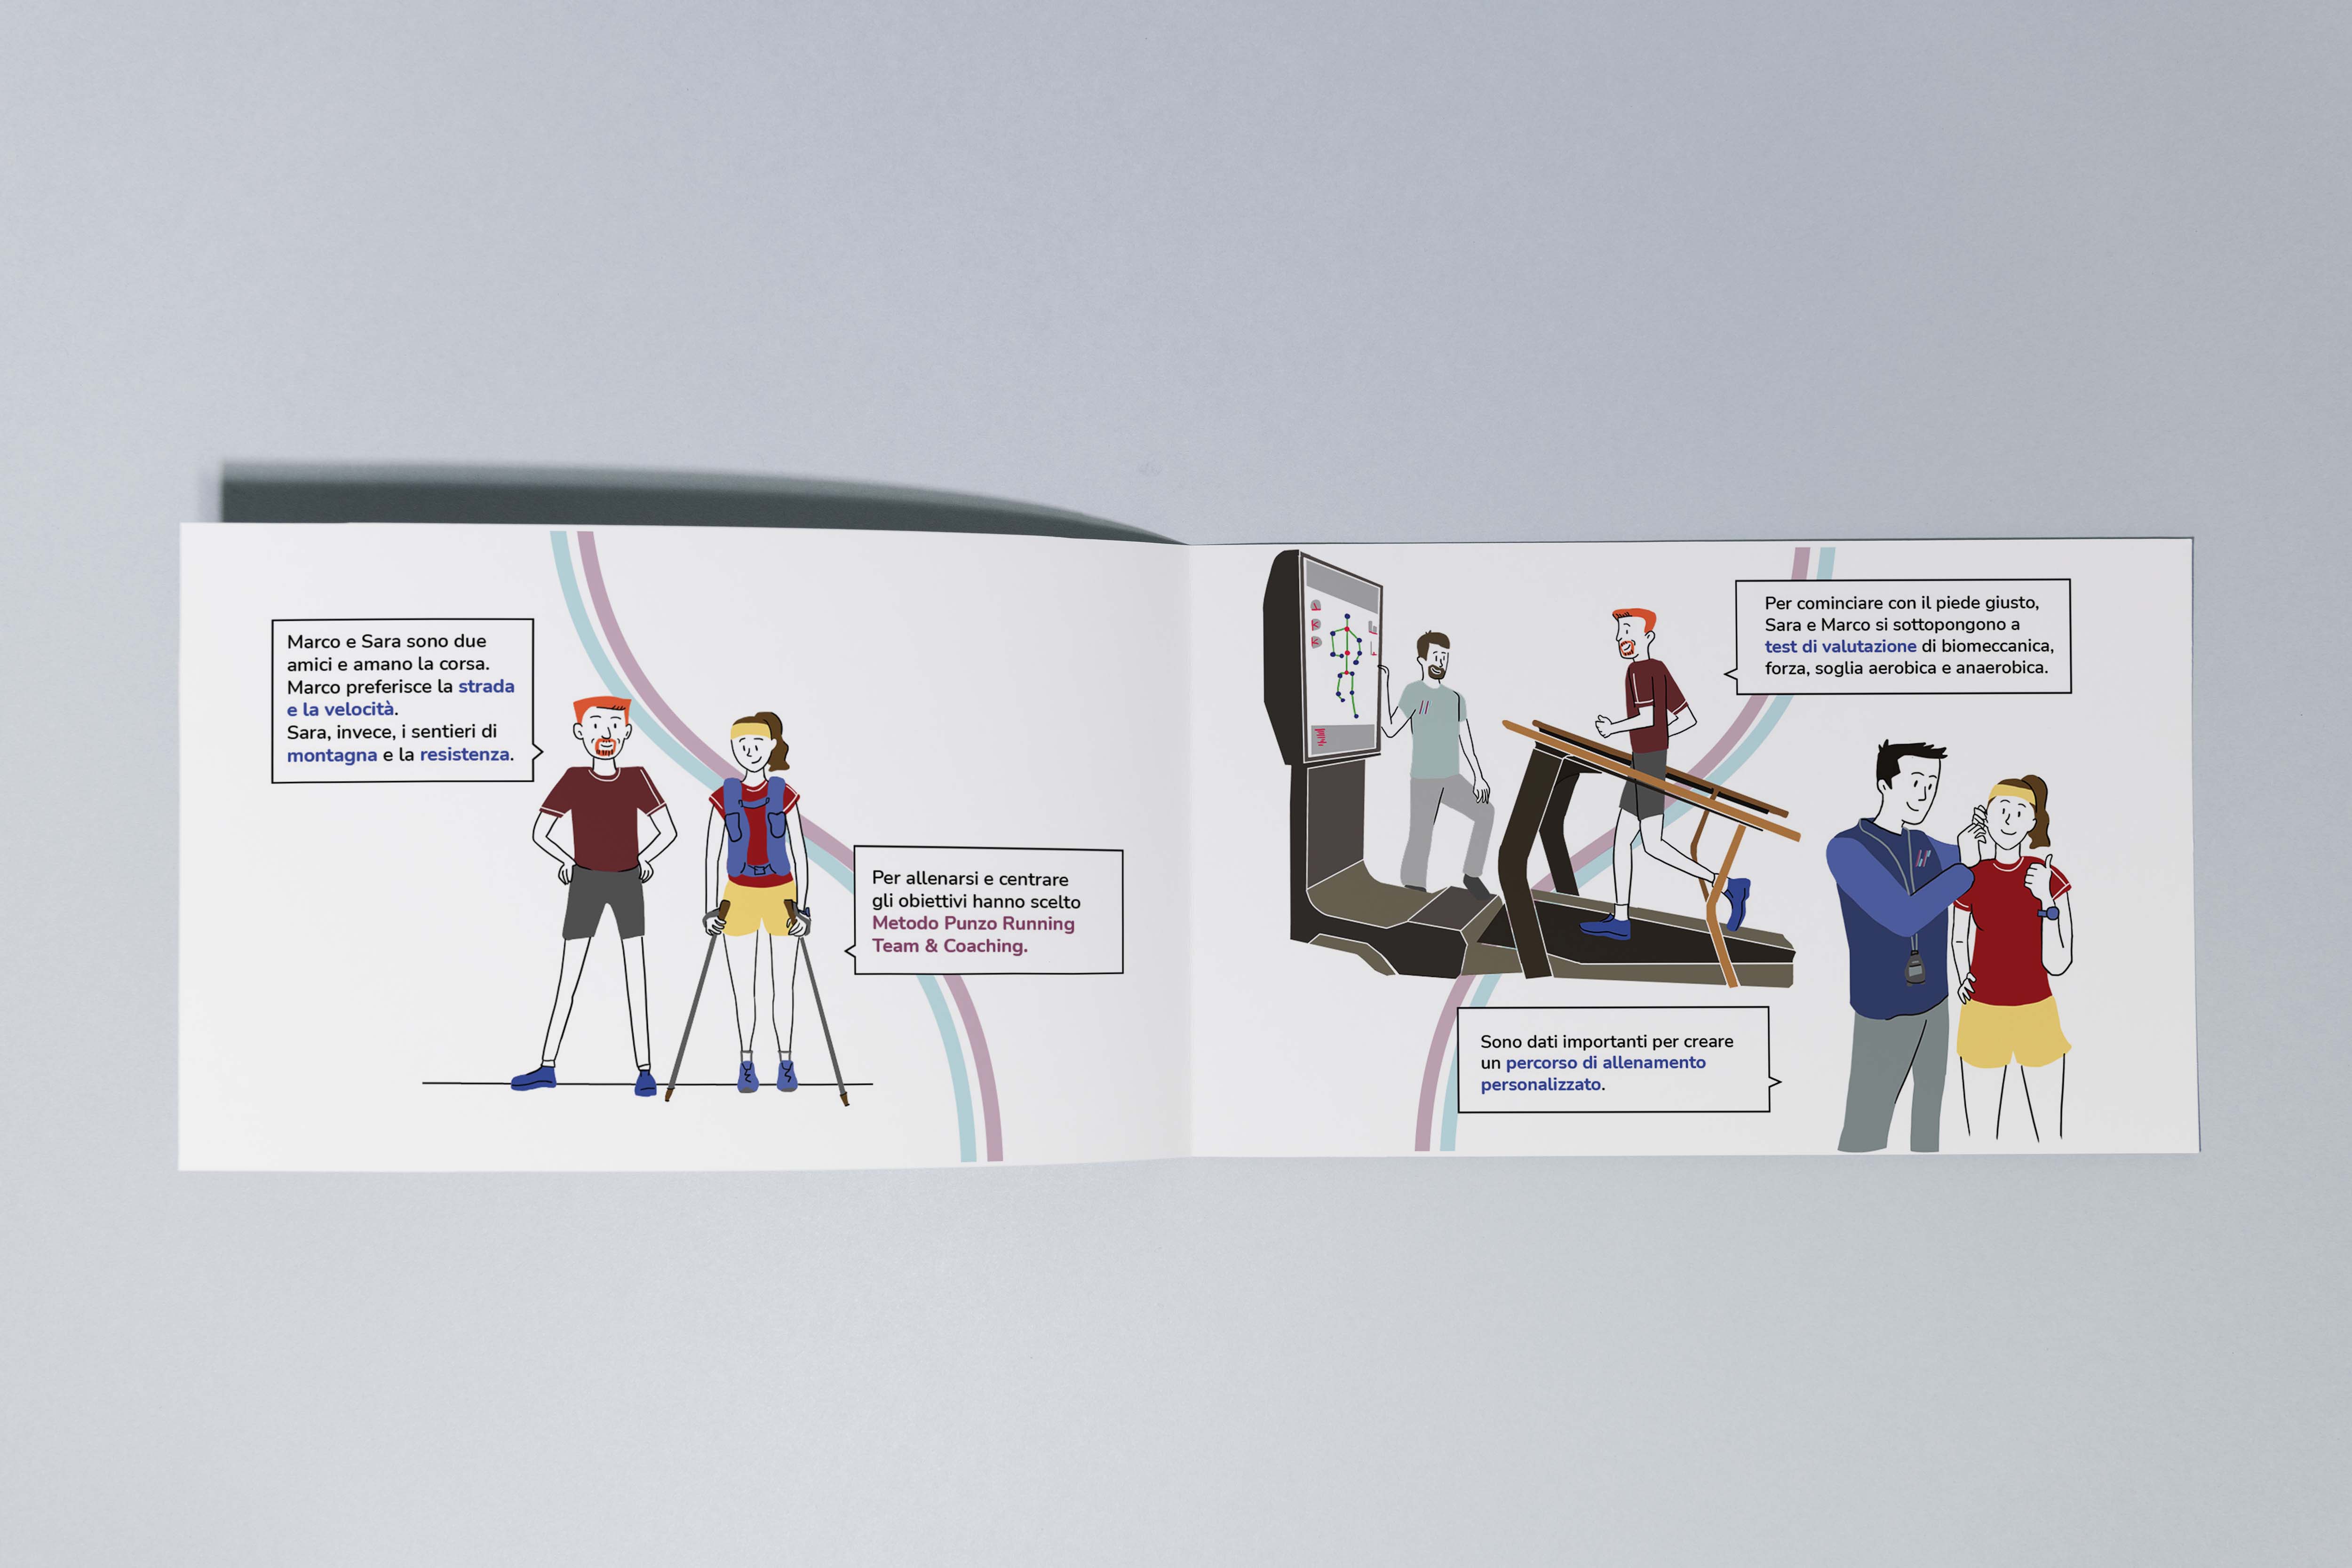 Marco e Sara sono due
amici e amano la corsa.
Marco preferisce la strada
e la velocità.
Sara, invece, i sentieri di
montagna e la resistenza.
Per allenarsi e centrare
gli obiettivi hanno scelto
Metodo Punzo Running
Team & Coaching.
Per cominciare con il piede giusto,
Sara e Marco si sottopongono a
test di valutazione di biomeccanica,
forza, soglia aerobica e anaerobica.
Sono dati importanti per creare
un percorso di allenamento
personalizzato.